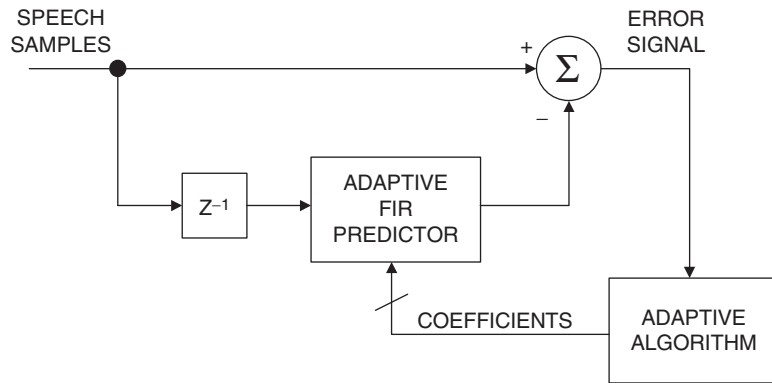 SPEECH
SAMPLES
+
Σ
ERROR
SIGNAL
–
Z–1
ADAPTIVE
FIR
PREDICTOR
COEFFICIENTS
ADAPTIVE
ALGORITHM